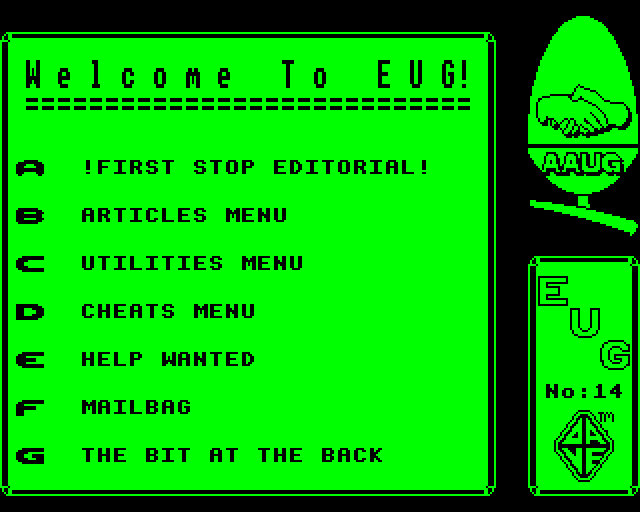 Welcome To EUG!
A !FIRST STOP EDITORIAL!
B ARTICLES MENU
C UTILITIES MENU
D CHEATS MENU
E HELP WANTED
F MAILBAG
G THE BIT AT THE BACK
AAUG
EUG
No:14
TM